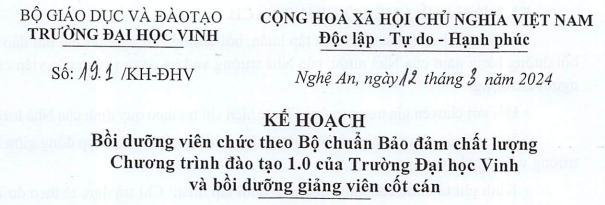 BỘ GIÁO DỤC VÀ ĐÀO TẠO
TRƯỜNG ĐẠI HỌC VINH
CỘNG HOÀ XÃ HỘI CHỦ NGHĨA VIỆT NAM
Độc lập - Tự do - Hạnh phúc
Số: 191 /KH-ĐHV
Nghệ An, ngày 12 tháng 3 năm 2024
KẾ HOẠCH
Bồi dưỡng viên chức theo Bộ chuẩn Bảo đảm chất lượng
Chương trình đào tạo 1.0 của Trường Đại học Vinh
và bồi dưỡng giảng viên cốt cán